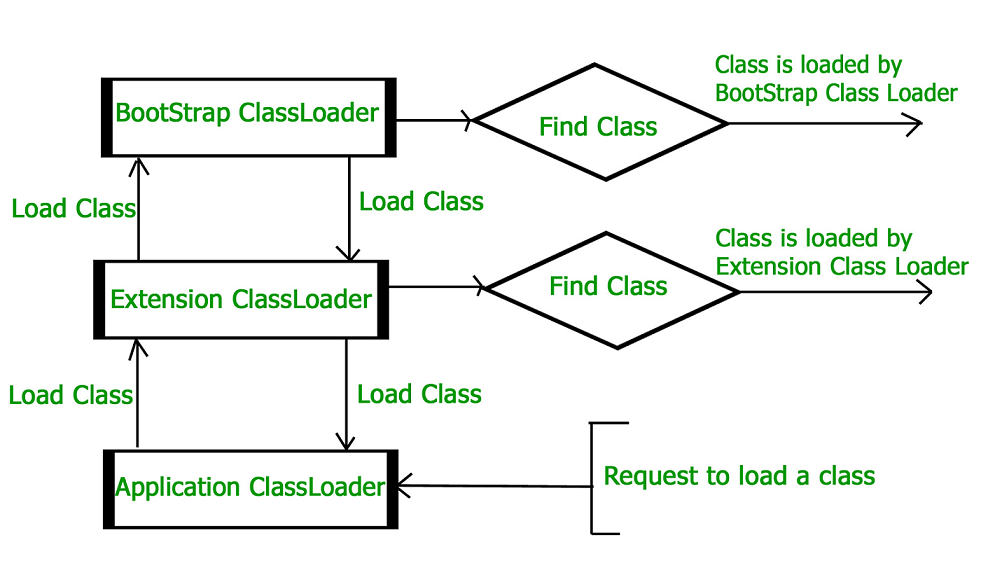 Class is loaded by
BootStrap Class Loader
BootStrap ClassLoader
Find Class
Load Class
Load Class
Class is loaded by
Extension Class Loader
Extension ClassLoader
Find Class
Load Class
Load Class
Request to load a class
Application ClassLoader